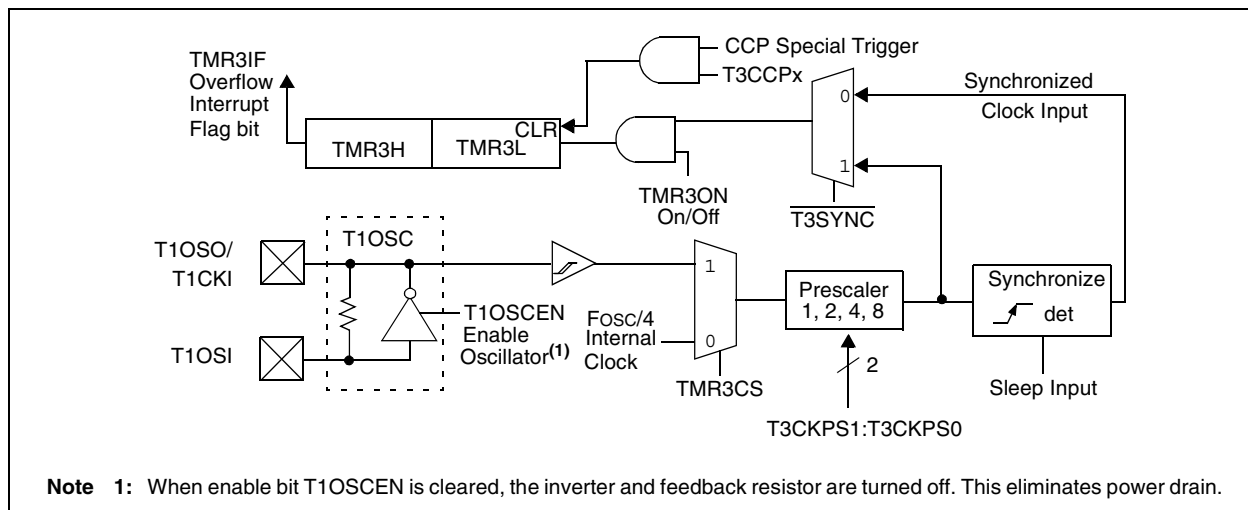 TMR3IF
Overflow
Interrupt
Flag bit
TMR3H
TMR3L
CLR
CCP Special Trigger
T3CCPx
TMR3ON
On/Off
0
1
T3SYNC
Synchronized
Clock Input
T1OSO/
T1CKI
T1OSI
T1OSC
T1OSCEN
Enable
Oscillator(1)
FOSC/4
Internal
Clock
1
0
TMR3CS
Prescaler
1, 2, 4, 8
2
T3CKPS1:T3CKPS0
Synchronize
det
Sleep Input
Note 1: When enable bit T1OSCEN is cleared, the inverter and feedback resistor are turned off. This eliminates power drain.